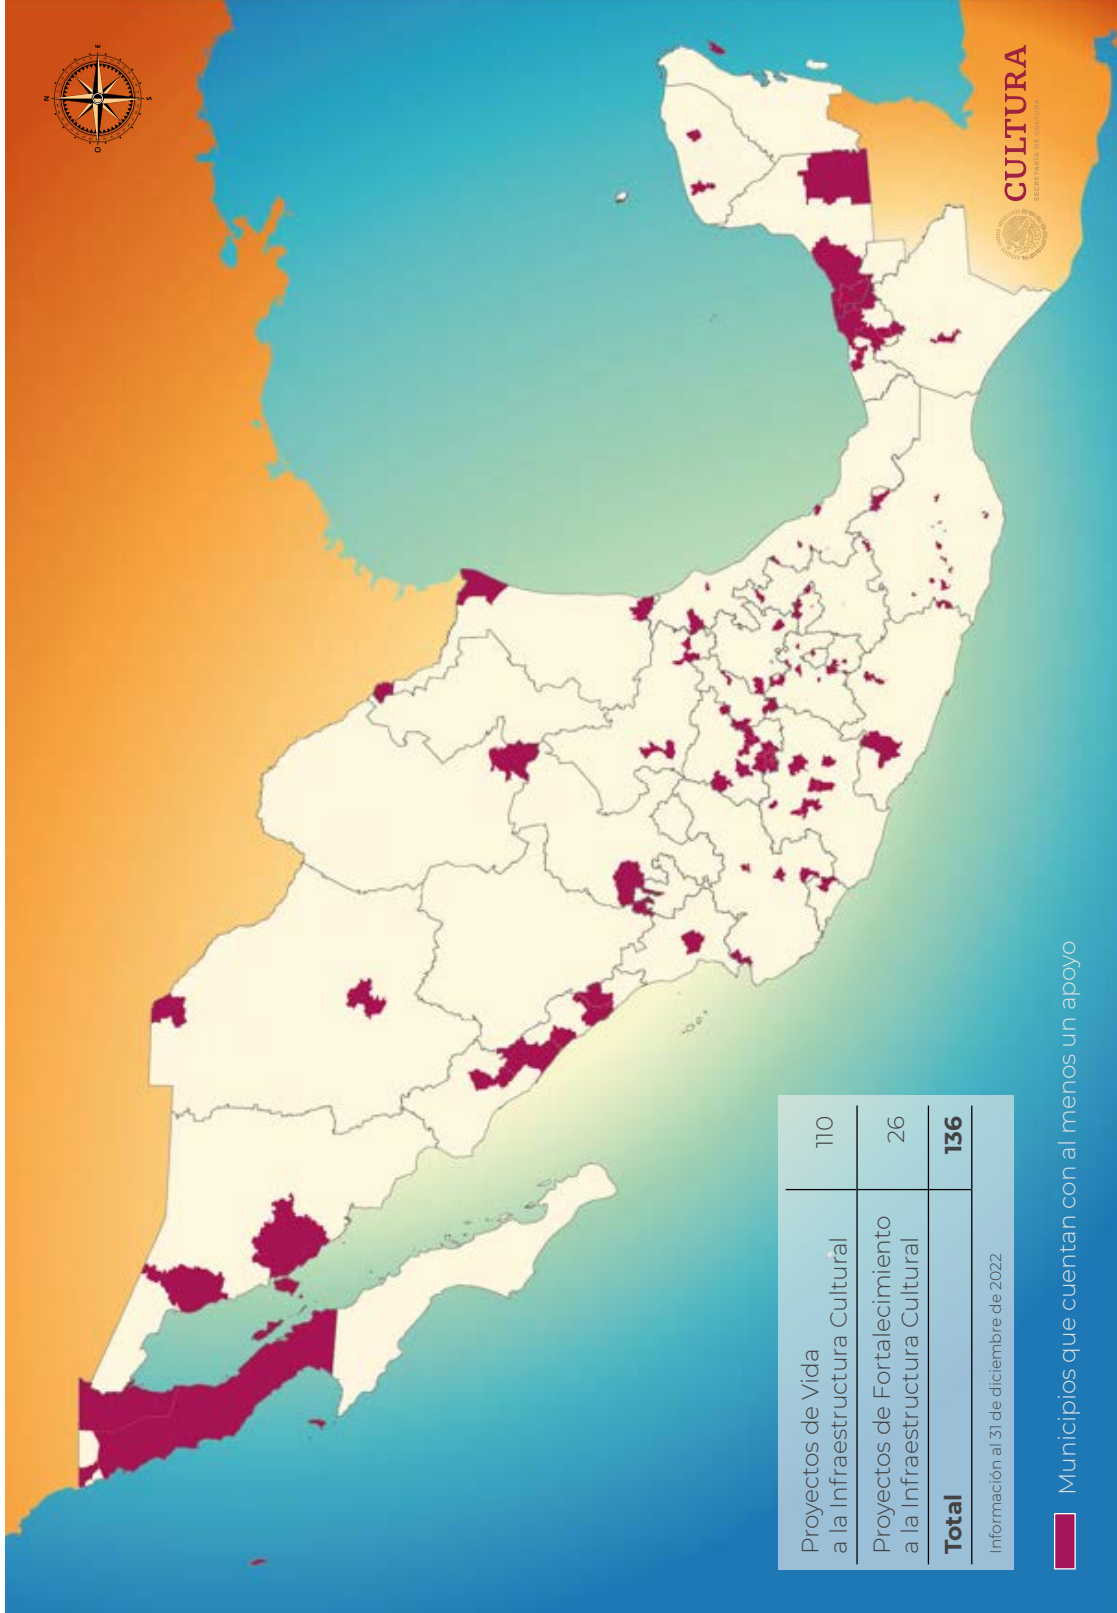 N
E
S
O
CULTURA
SECRETARÍA DE CULTURA
Proyectos de Vida
a la Infraestructura Cultural
110
Proyectos de Fortalecimiento
a la Infraestructura Cultural
26
Total
136
Información al 31 de diciembre de 2022
Municipios que cuentan con al menos un apoyo